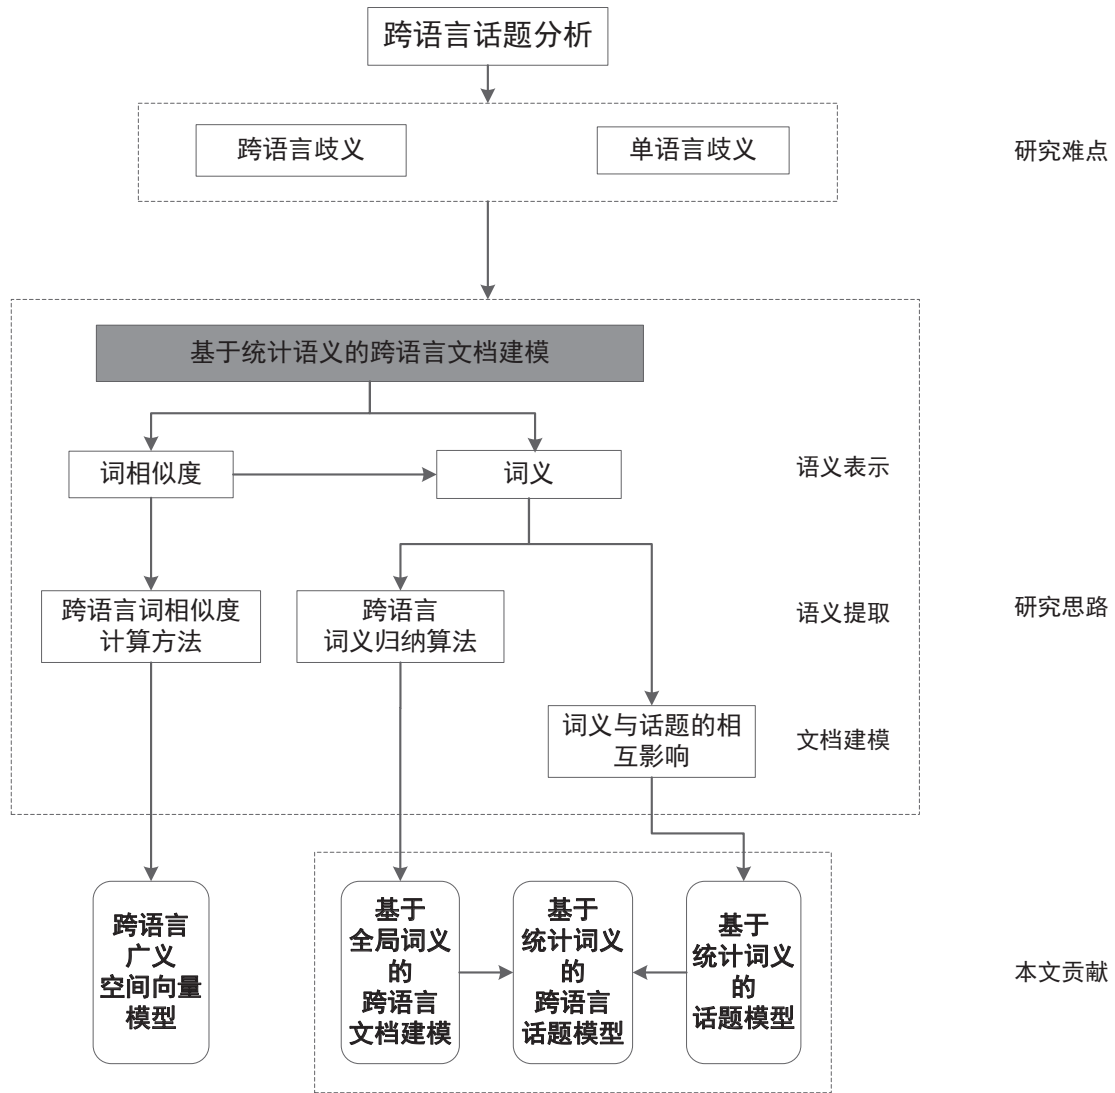 跨语言话题分析
跨语言歧义
单语言歧义
研究难点
基于统计语义的跨语言文档建模
词相似度
词义
语义表示
跨语言词相似度
计算方法
跨语言
词义归纳算法
语义提取
研究思路
词义与话题的相
互影响
文档建模
跨语言
广义
空间向量
模型
基于
全局词义
的
跨语言
文档建模
基于
统计词义
的
跨语言
话题模型
基于
统计词义
的
话题模型
本文贡献